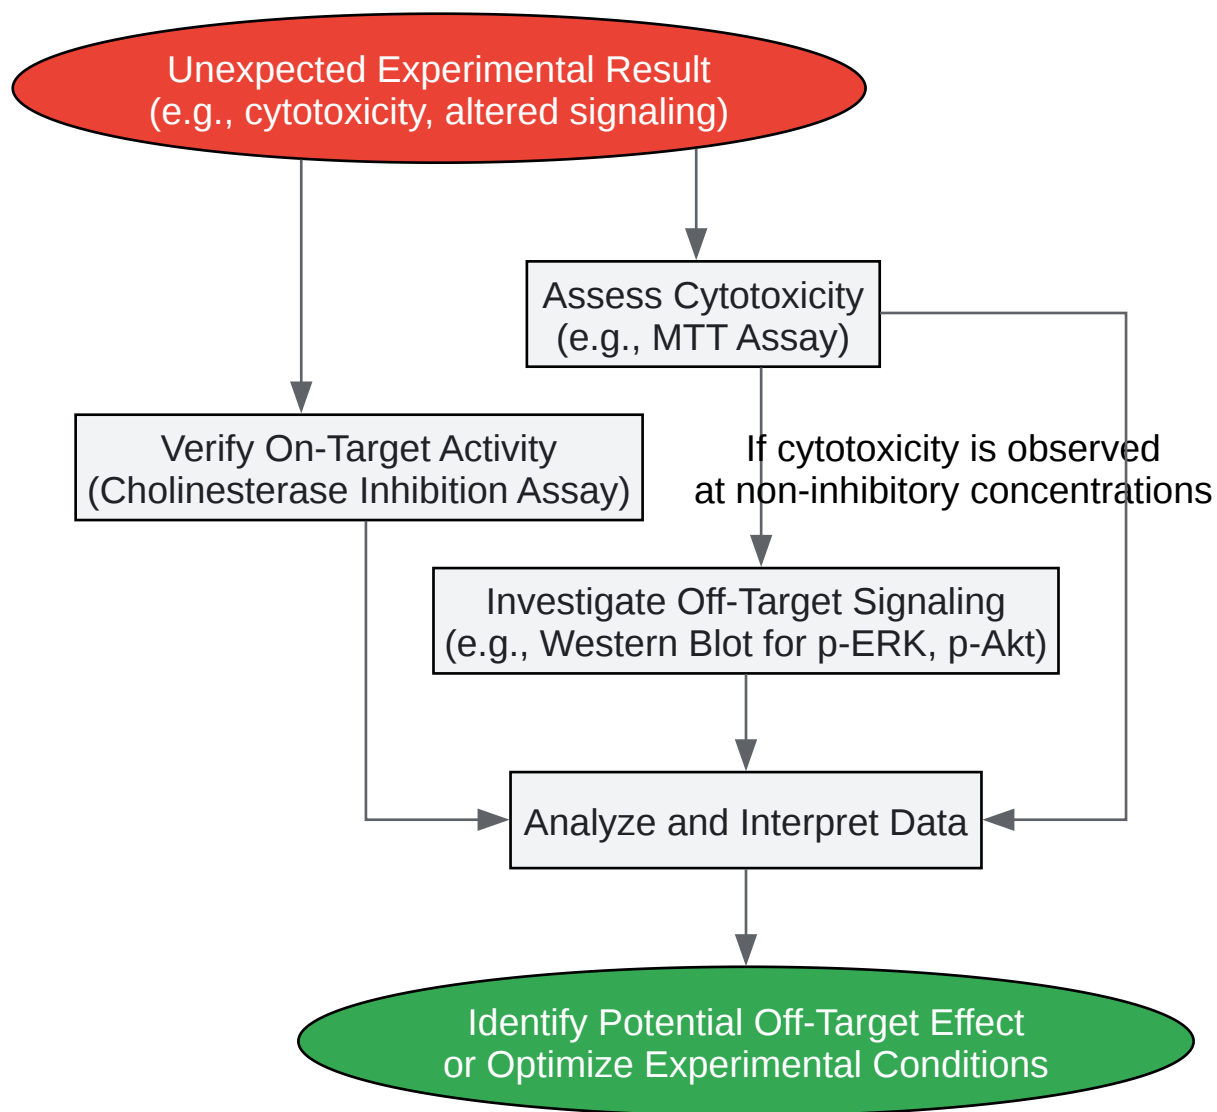 Unexpected Experimental Result
(e.g., cytotoxicity, altered signaling)
Assess Cytotoxicity
(e.g., MTT Assay)
Verify On-Target Activity
(Cholinesterase Inhibition Assay)
If cytotoxicity is observed
at non-inhibitory concentrations
Investigate Off-Target Signaling
(e.g., Western Blot for p-ERK, p-Akt)
Analyze and Interpret Data
Identify Potential Off-Target Effect
or Optimize Experimental Conditions